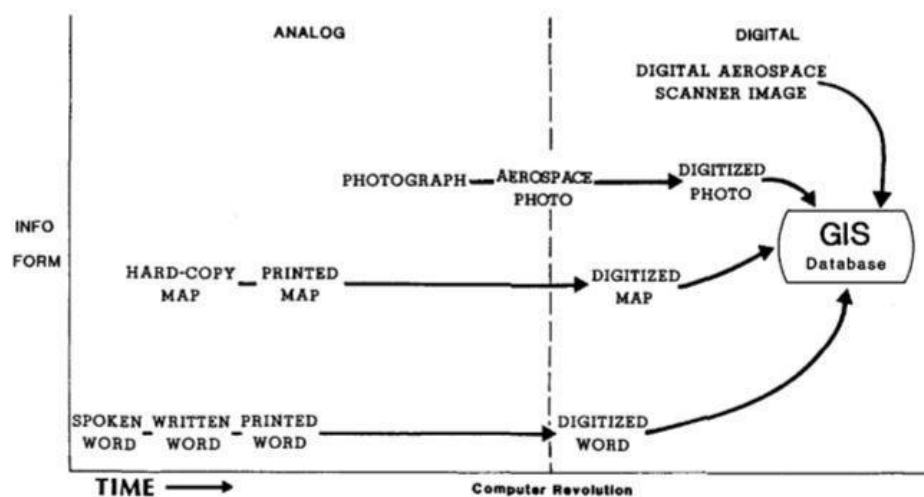 ANALOG
DIGITAL
DIGITAL AEROSPACE
SCANNER IMAGE
PHOTOGRAPH
AEROSPACE
PHOTO
DIGITIZED
PHOTO
INFO
FORM
GIS
Database
HARD-COPY
MAP
PRINTED
MAP
DIGITIZED
MAP
SPOKEN
WORD
WRITTEN
WORD
PRINTED
WORD
DIGITIZED
WORD
TIME
Computer Revolution